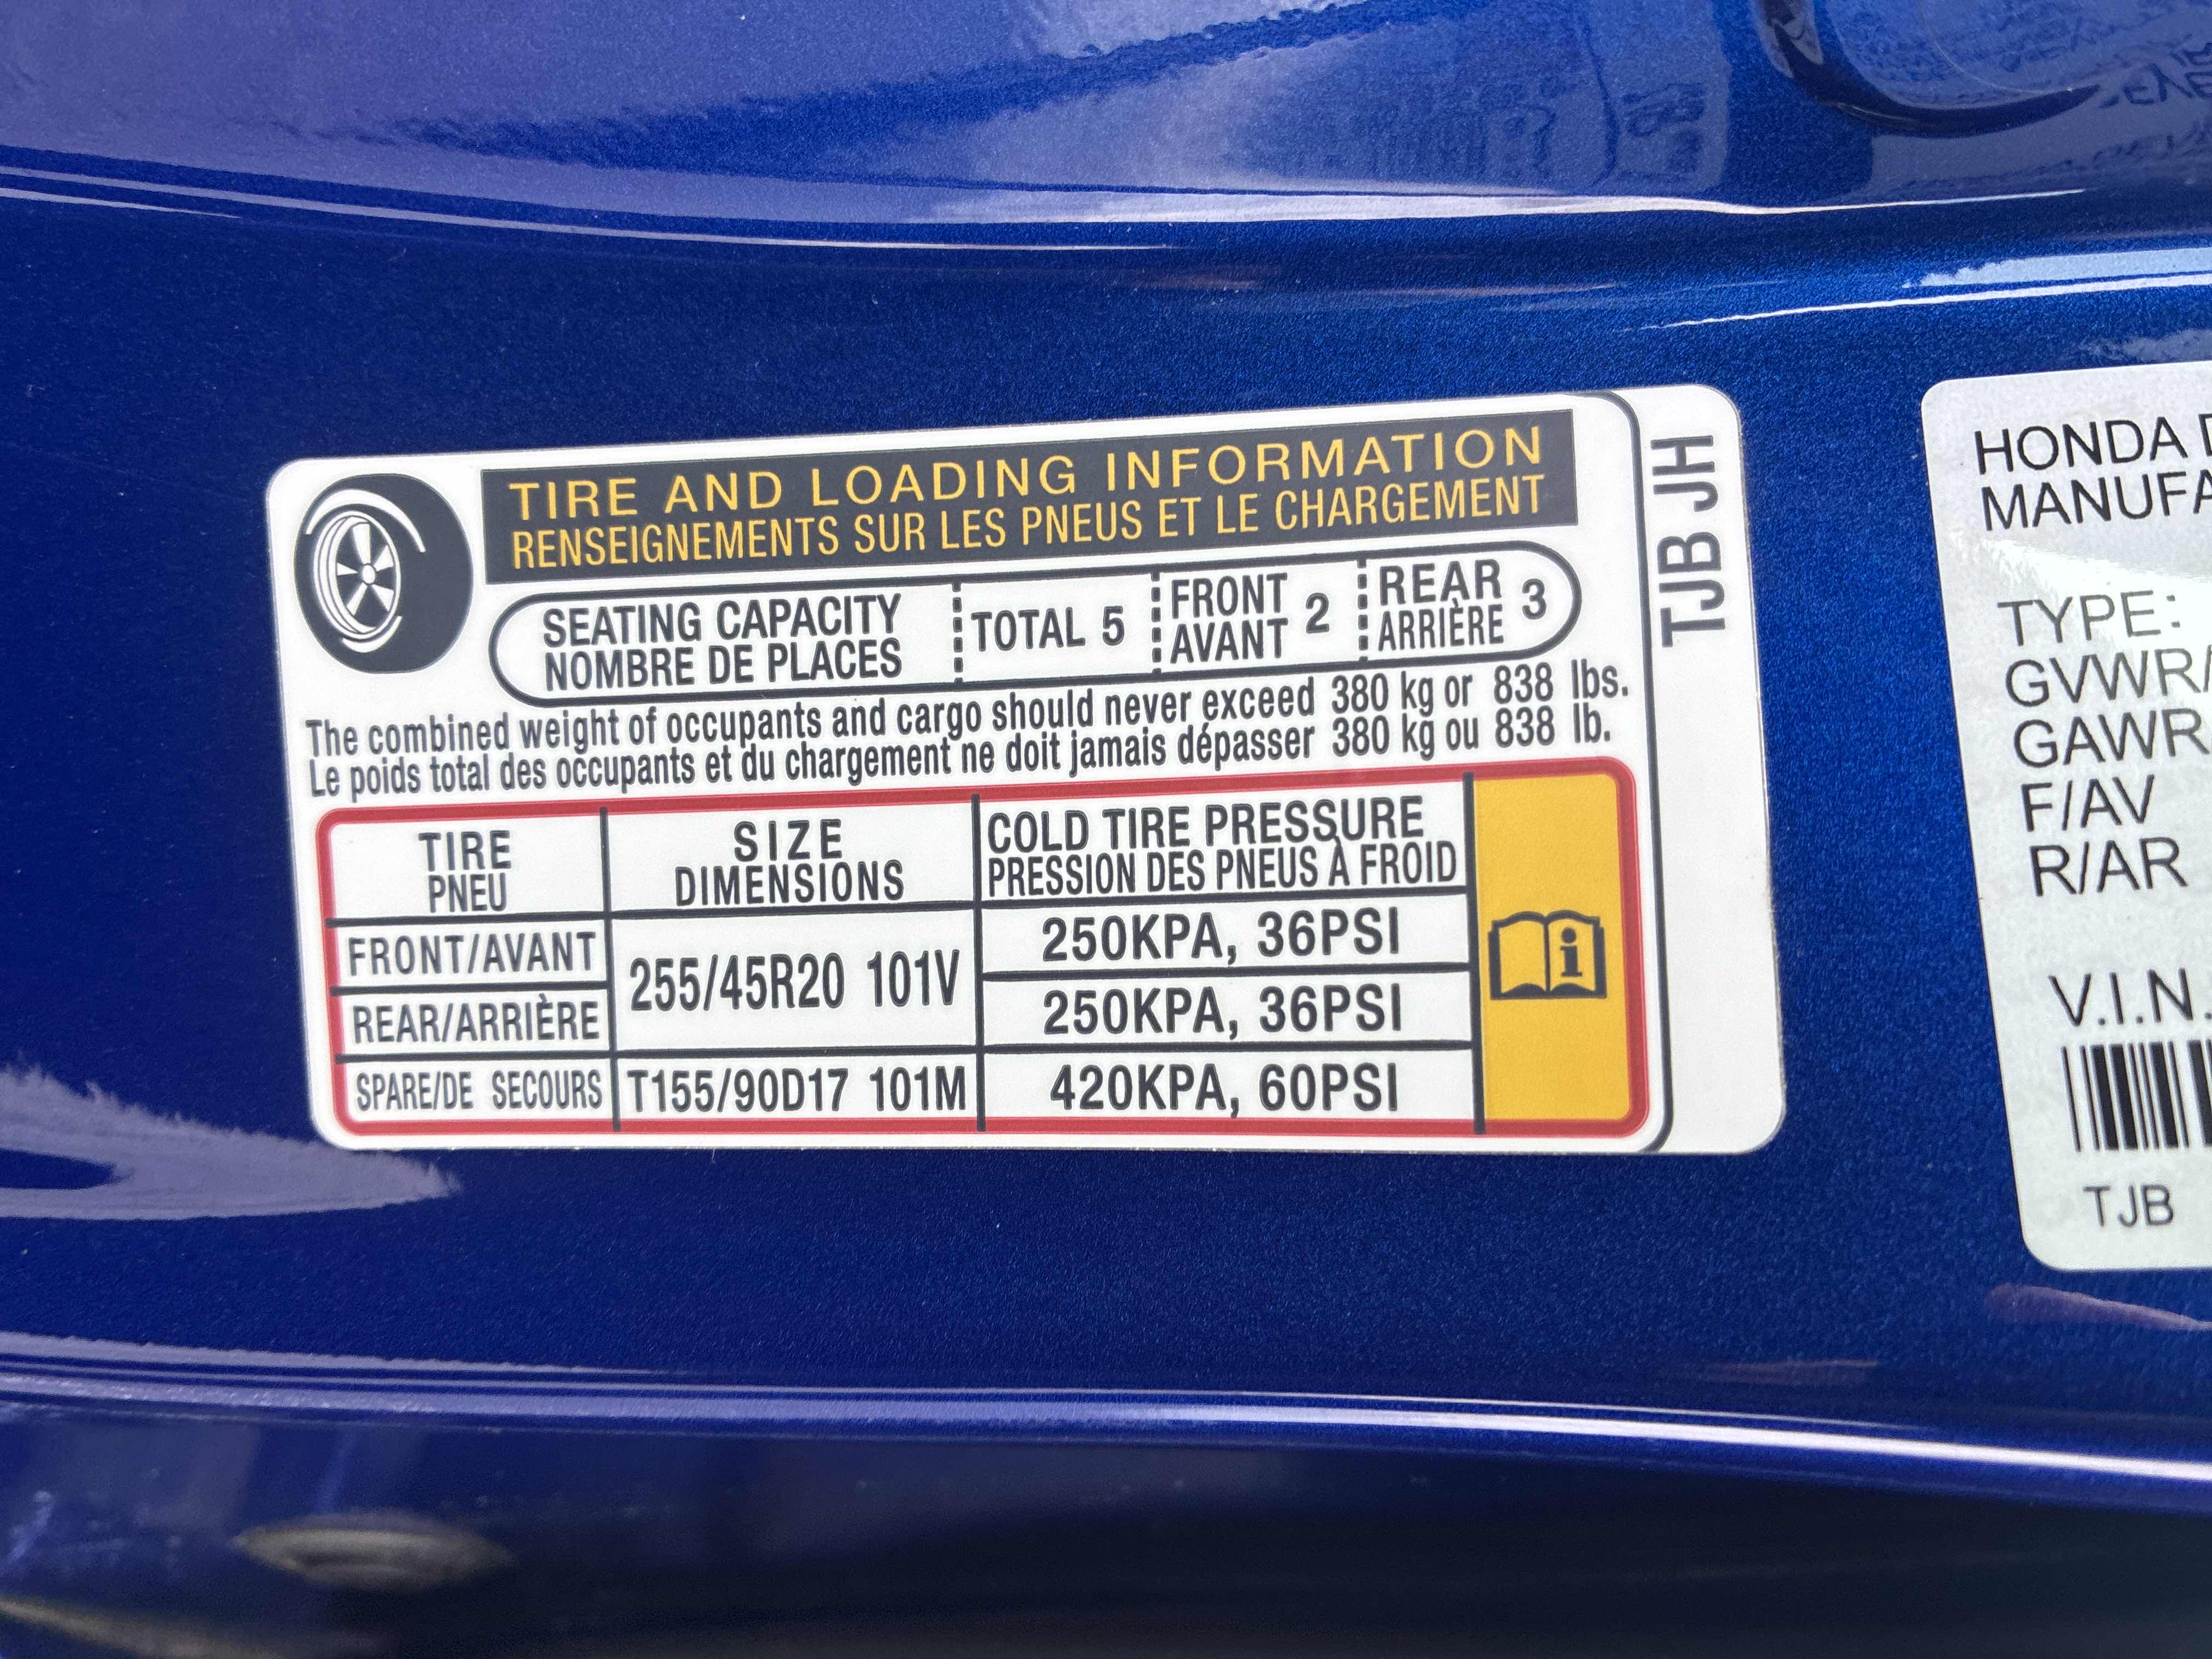 TIRE AND LOADING INFORMATION
RENSEIGNEMENTS SUR LES PNEUS ET LE CHARGEMENT
SEATING CAPACITY
NOMBRE DE PLACES
TOTAL 5
FRONT
AVANT
2
REAR
ARRIÈRE
3
The combined weight of occupants and cargo should never exceed 380 kg or 838 lbs.
Le poids total des occupants et du chargement ne doit jamais dépasser 380 kg ou 838 lb.
TIRE
PNEU
SIZE
DIMENSIONS
COLD TIRE PRESSURE
PRESSION DES PNEUS À FROID
FRONT/AVANT
255/45R20 101V
250KPA, 36PSI
REAR/ARRIÈRE
250KPA, 36PSI
SPARE/DE SECOURS
T155/90D17 101M
420KPA, 60PSI
i
TJB JH
HONDA
TYPE:
GVWR/
GAWR
F/AV
R/AR
V.I.N.
TJB